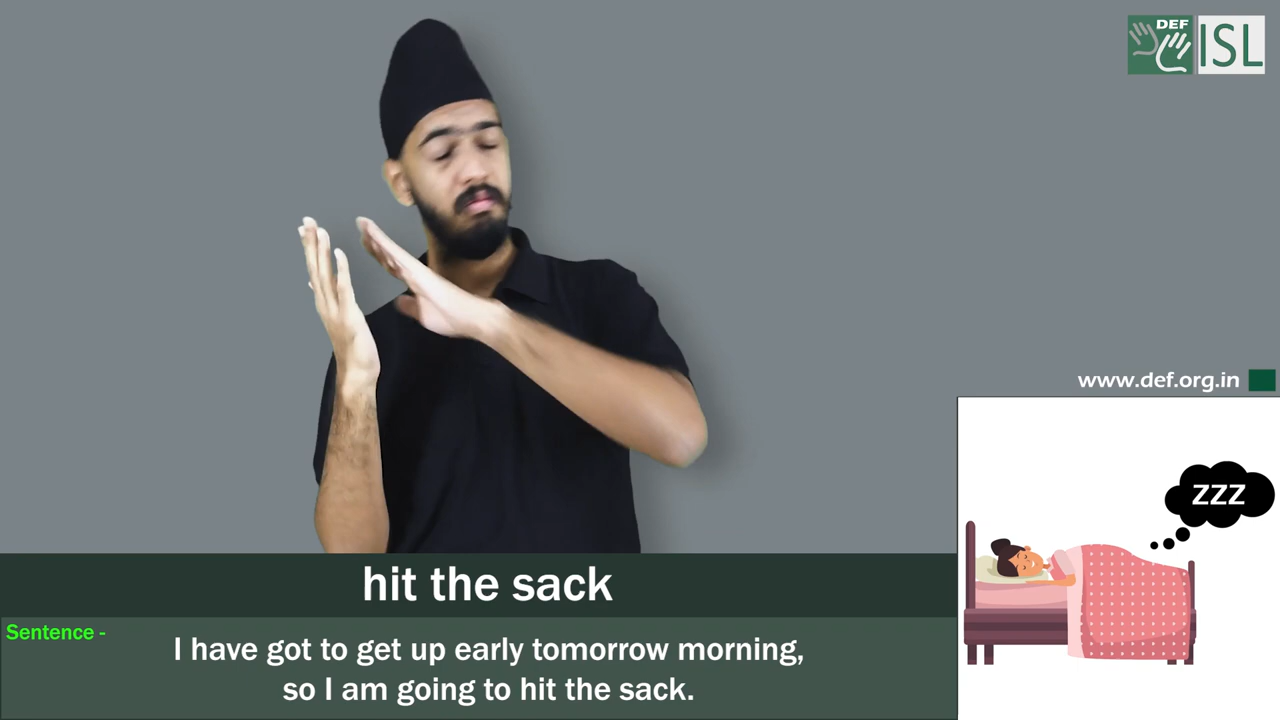 DEF
ISL
www.def.org.in
ZZZ
hit the sack
Sentence -
I have got to get up early tomorrow morning,
so I am going to hit the sack.